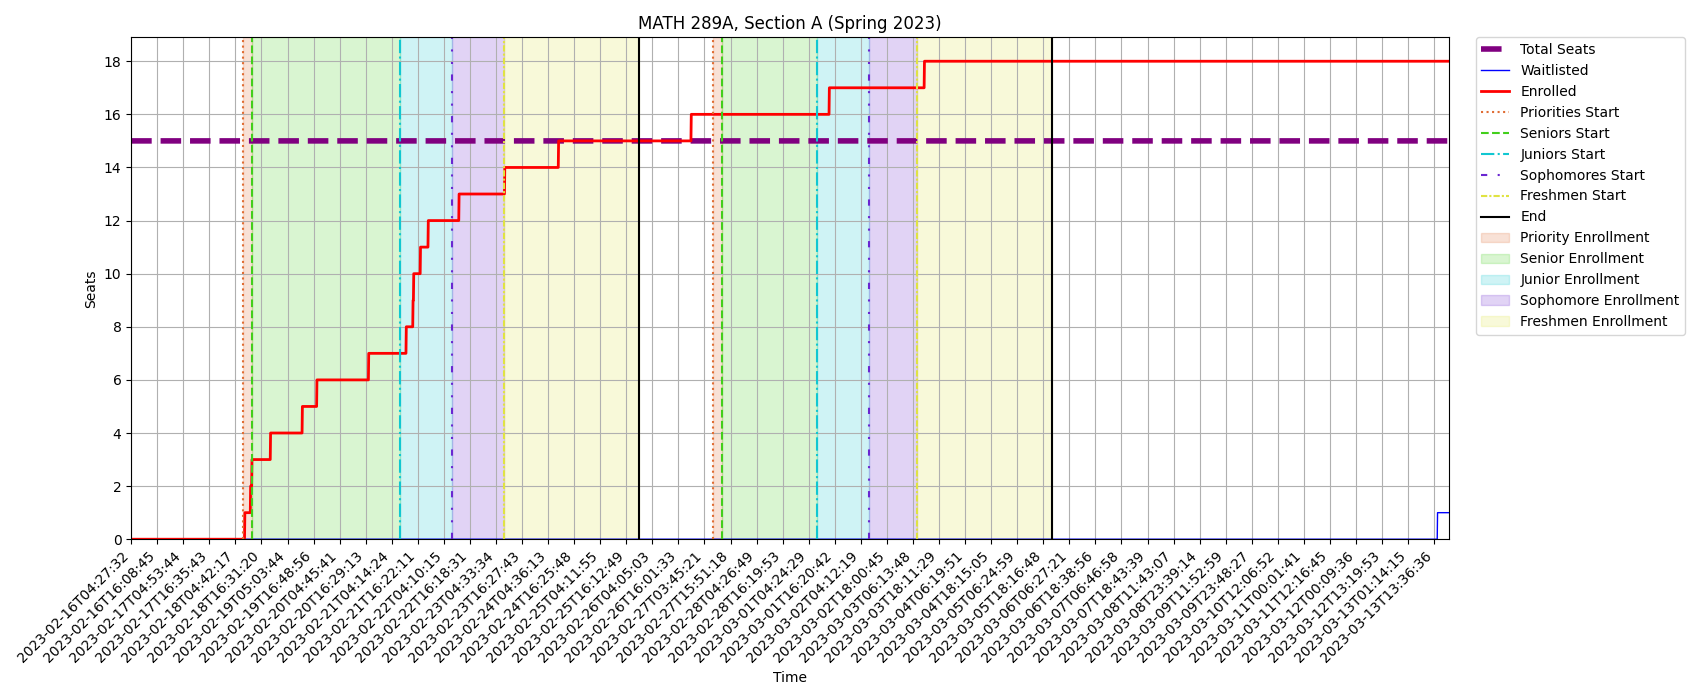 MATH 289A, Section A (Spring 2023)
Seats
18
16
14
12
10
8
6
4
2
0
2023-02-16T04:27:32
2023-02-16T16:08:45
2023-02-17T04:53:44
2023-02-17T16:35:43
2023-02-18T04:42:17
2023-02-18T16:31:20
2023-02-19T05:03:44
2023-02-19T16:48:56
2023-02-20T04:45:41
2023-02-20T16:29:13
2023-02-21T04:14:24
2023-02-21T16:22:11
2023-02-22T04:10:15
2023-02-22T16:18:31
2023-02-23T04:33:34
2023-02-23T16:27:43
2023-02-24T04:36:13
2023-02-24T16:25:48
2023-02-25T04:11:55
2023-02-25T16:12:49
2023-02-26T04:05:03
2023-02-26T16:01:33
2023-02-27T03:45:21
2023-02-27T15:51:18
2023-02-28T04:26:49
2023-02-28T16:19:53
2023-03-01T04:24:29
2023-03-01T16:20:42
2023-03-02T04:12:19
2023-03-02T18:00:45
2023-03-03T06:13:48
2023-03-03T18:11:29
2023-03-04T06:19:51
2023-03-04T18:15:05
2023-03-05T06:24:59
2023-03-05T18:16:48
2023-03-06T06:27:21
2023-03-06T18:38:56
2023-03-07T06:46:58
2023-03-07T18:43:39
2023-03-08T11:43:07
2023-03-08T23:39:14
2023-03-09T11:52:59
2023-03-09T23:48:27
2023-03-10T12:06:52
2023-03-11T00:01:41
2023-03-11T12:16:45
2023-03-12T00:09:36
2023-03-12T13:19:53
2023-03-13T01:14:15
2023-03-13T13:36:36
Time
Total Seats
Waitlisted
Enrolled
Priorities Start
Seniors Start
Juniors Start
Sophomores Start
Freshmen Start
End
Priority Enrollment
Senior Enrollment
Junior Enrollment
Sophomore Enrollment
Freshmen Enrollment